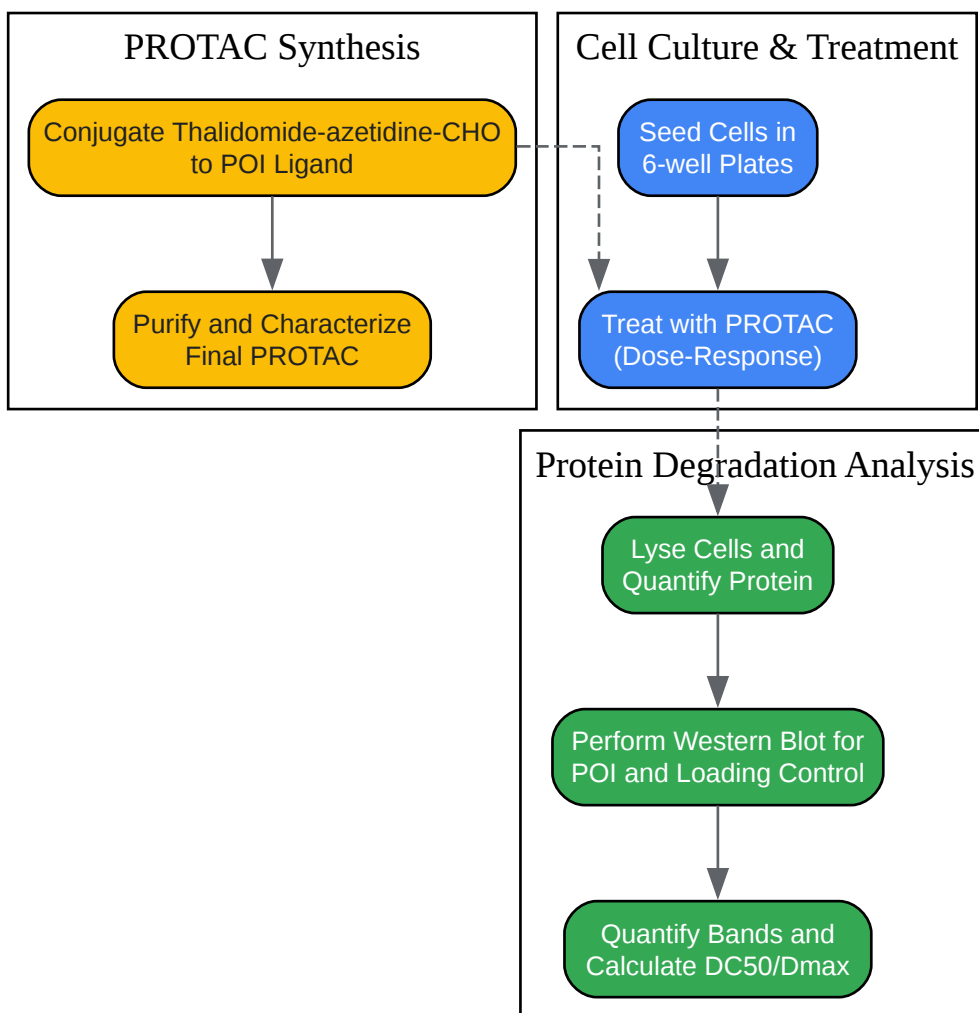 PROTAC Synthesis
Conjugate Thalidomide-azetidine-CHO
to POI Ligand
Purify and Characterize
Final PROTAC
Cell Culture & Treatment
Seed Cells in
6-well Plates
Treat with PROTAC
(Dose-Response)
Protein Degradation Analysis
Lyse Cells and
Quantify Protein
Perform Western Blot for
POI and Loading Control
Quantify Bands and
Calculate DC50/Dmax